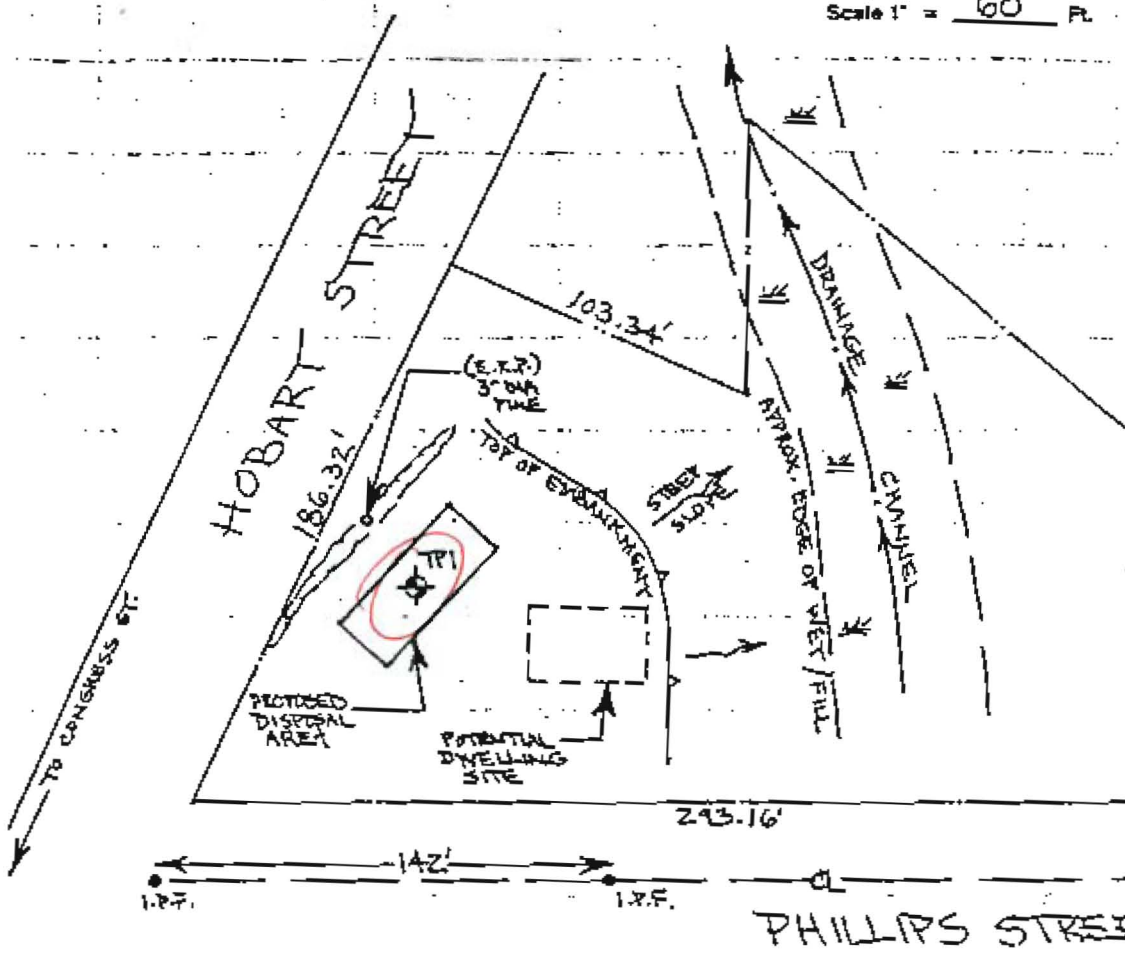 Scale 1" = 60 Ft.
HOBART STREET
103.34'
DRAINAGE
CHANNEL
(E.R.P.)
3" DIA
PINE
186.32'
TOP OF EMBANKMENT
STEEP
SLOPE
APPROX. EDGE OF WET/FILL
TP1
TO CONGRESS ST.
PROPOSED
DISPOSAL
AREA
POTENTIAL
DWELLING
SITE
293.16'
142'
I.P.F.
I.P.F.
CL
PHILLIPS STREE